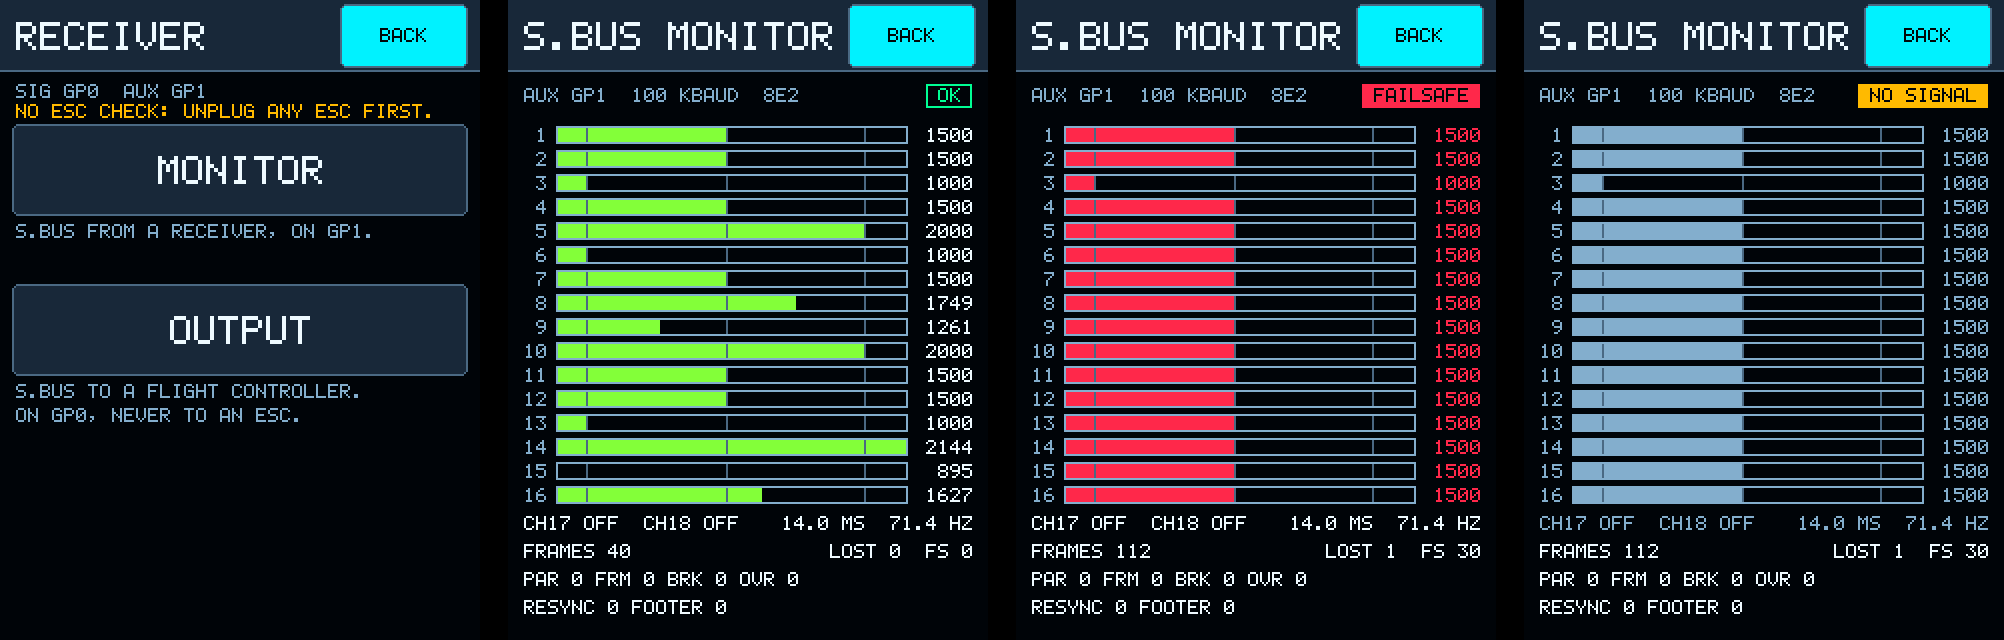 RECEIVER
BACK
SIG GP0 AUX GP1
NO ESC CHECK: UNPLUG ANY ESC FIRST.
MONITOR
S.BUS FROM A RECEIVER, ON GP1.
OUTPUT
S.BUS TO A FLIGHT CONTROLLER.
ON GP0, NEVER TO AN ESC.
S.BUS MONITOR
BACK
AUX GP1 100 KBAUD 8E2 OK
1 1500
2 1500
3 1000
4 1500
5 2000
6 1000
7 1500
8 1749
9 1261
10 2000
11 1500
12 1500
13 1000
14 2144
15 895
16 1627
CH17 OFF CH18 OFF 14.0 MS 71.4 HZ
FRAMES 40 LOST 0 FS 0
PAR 0 FRM 0 BRK 0 OVR 0
RESYNC 0 FOOTER 0
S.BUS MONITOR
BACK
AUX GP1 100 KBAUD 8E2 FAILSAFE
1 1500
2 1500
3 1000
4 1500
5 1500
6 1500
7 1500
8 1500
9 1500
10 1500
11 1500
12 1500
13 1500
14 1500
15 1500
16 1500
CH17 OFF CH18 OFF 14.0 MS 71.4 HZ
FRAMES 112 LOST 1 FS 30
PAR 0 FRM 0 BRK 0 OVR 0
RESYNC 0 FOOTER 0
S.BUS MONITOR
BACK
AUX GP1 100 KBAUD 8E2 NO SIGNAL
1 1500
2 1500
3 1000
4 1500
5 1500
6 1500
7 1500
8 1500
9 1500
10 1500
11 1500
12 1500
13 1500
14 1500
15 1500
16 1500
CH17 OFF CH18 OFF 14.0 MS 71.4 HZ
FRAMES 112 LOST 1 FS 30
PAR 0 FRM 0 BRK 0 OVR 0
RESYNC 0 FOOTER 0